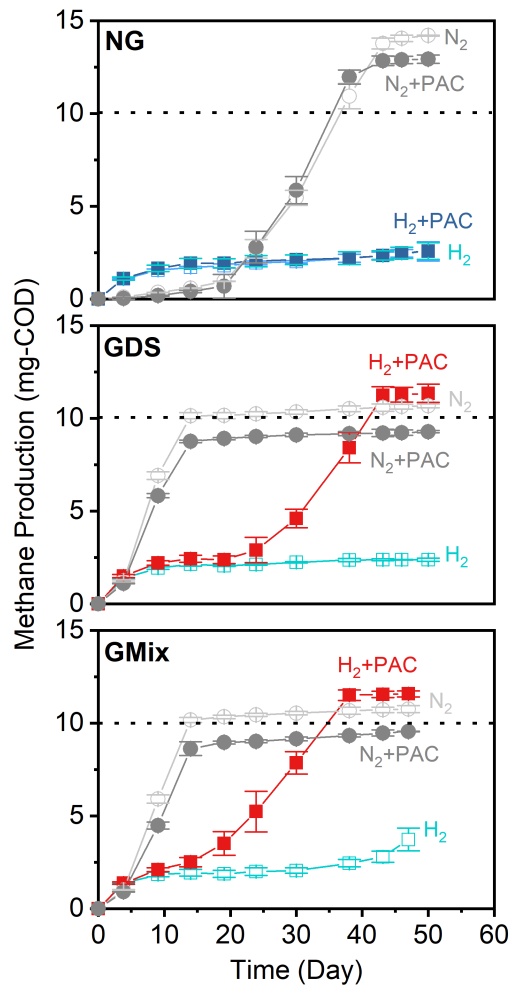 Methane Production (mg-COD)
15
NG
N₂
N₂+PAC
10
5
H₂+PAC
H₂
0
15
GDS
H₂+PAC
N₂
10
N₂+PAC
5
H₂
0
15
GMix
H₂+PAC
N₂
10
N₂+PAC
5
H₂
0
0 10 20 30 40 50 60
Time (Day)